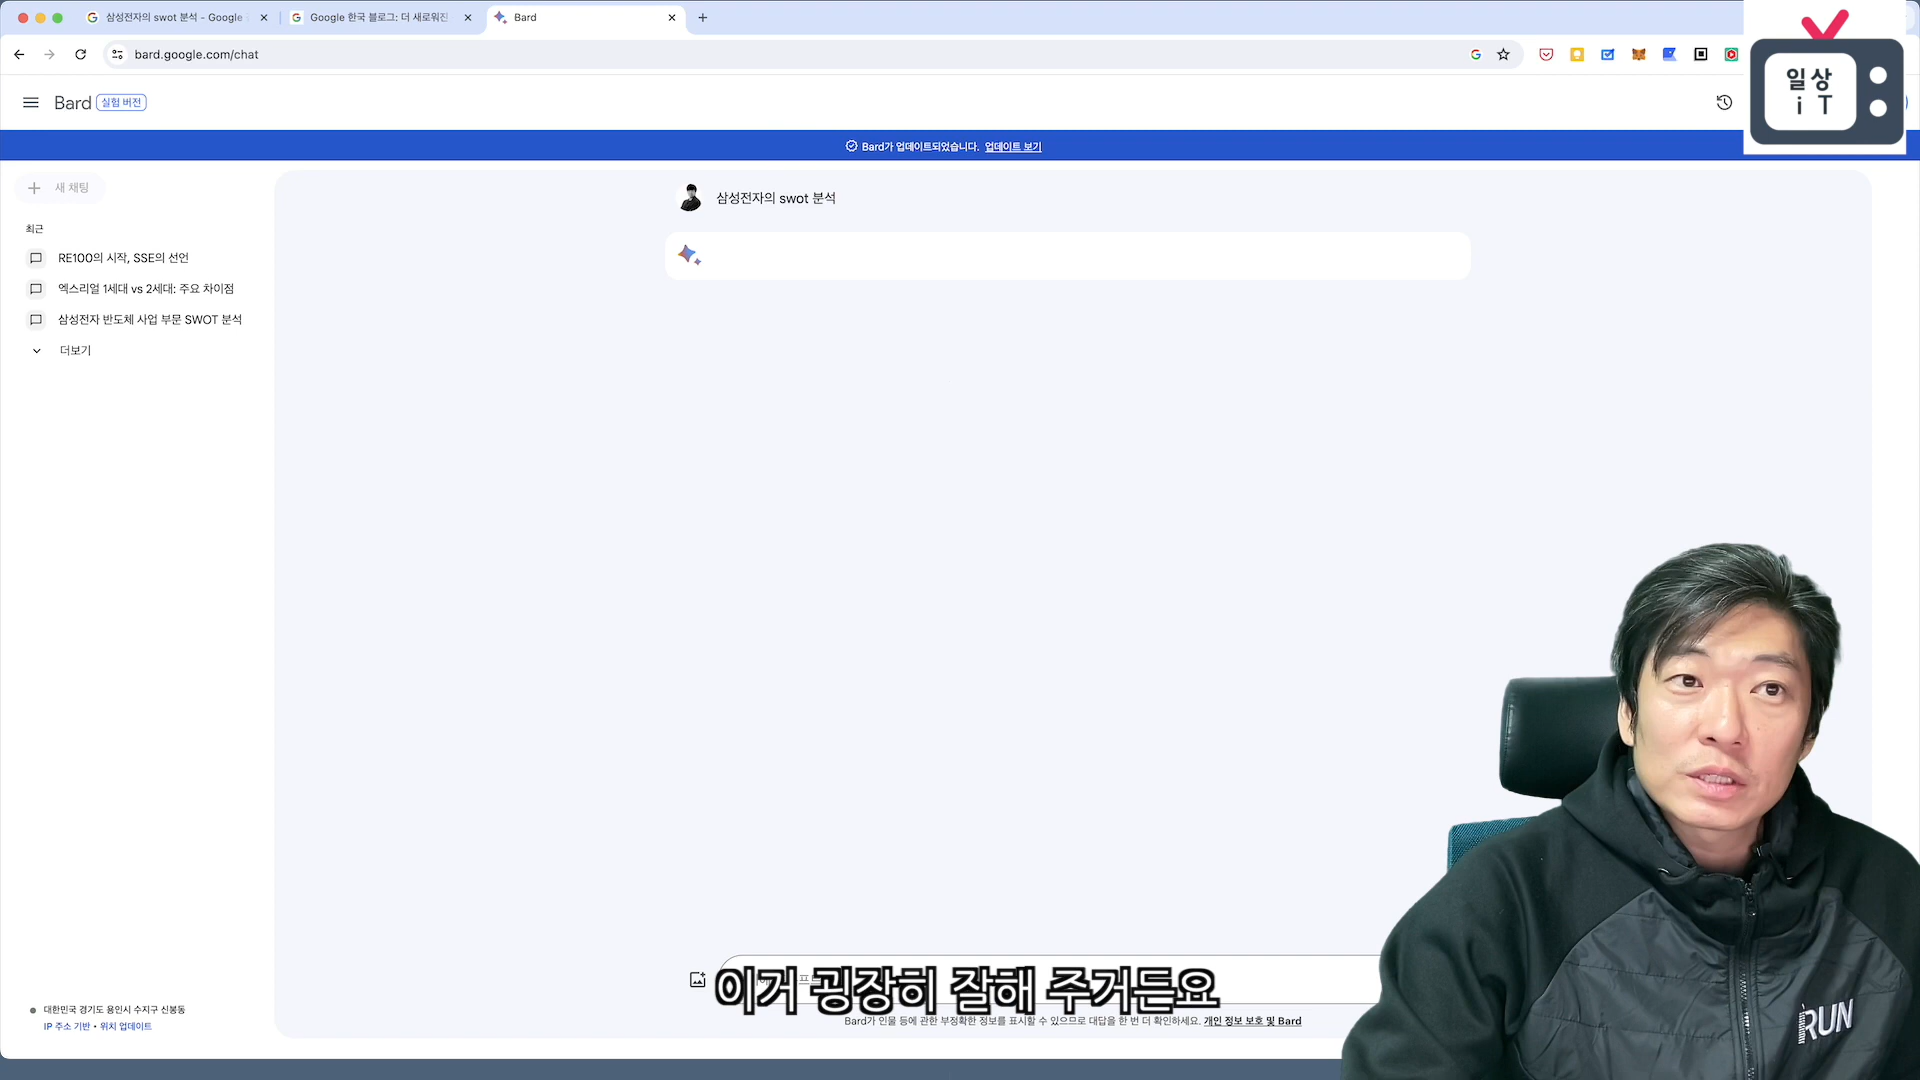 삼성전자의 swot 분석 - Google
Google 한국 블로그: 더 새로워진
Bard
bard.google.com/chat
일상
iT
Bard 실험 버전
Bard가 업데이트되었습니다. 업데이트 보기
새 채팅
삼성전자의 swot 분석
최근
RE100의 시작, SSE의 선언
엑스리얼 1세대 vs 2세대: 주요 차이점
삼성전자 반도체 사업 부문 SWOT 분석
더보기
이거 굉장히 잘해 주거든요
대한민국 경기도 용인시 수지구 신봉동
IP 주소 기반 • 위치 업데이트
Bard가 인물 등에 관한 부정확한 정보를 표시할 수 있으므로 대답을 한 번 더 확인하세요. 개인 정보 보호 및 Bard
RUN